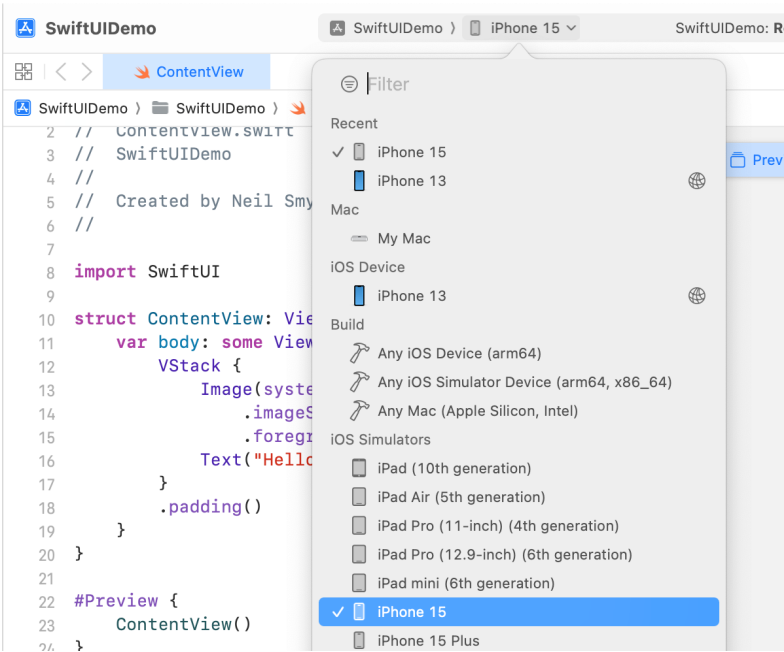 SwiftUIDemo
SwiftUIDemo 〉 iPhone 15
SwiftUIDemo:
ContentView
SwiftUIDemo 〉 SwiftUIDemo 〉
Filter
Recent
iPhone 15
iPhone 13
Mac
My Mac
iOS Device
iPhone 13
Build
Any iOS Device (arm64)
Any iOS Simulator Device (arm64, x86_64)
Any Mac (Apple Silicon, Intel)
iOS Simulators
iPad (10th generation)
iPad Air (5th generation)
iPad Pro (11-inch) (4th generation)
iPad Pro (12.9-inch) (6th generation)
iPad mini (6th generation)
iPhone 15
iPhone 15 Plus
2 // ContentView.swift
3 // SwiftUIDemo
4 //
5 // Created by Neil Smy
6 //
7
8 import SwiftUI
9
10 struct ContentView: Vie
11 var body: some View
12 VStack {
13 Image(syste
14 .imageS
15 .foregr
16 Text("Hello
17 }
18 .padding()
19 }
20 }
21
22 #Preview {
23 ContentView()
24 }
Prev